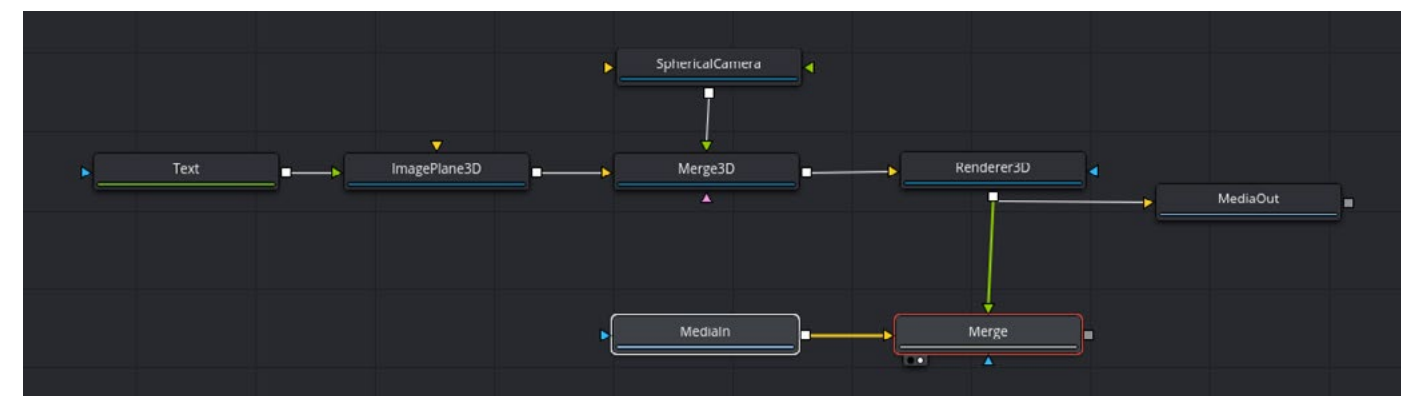 SphericalCamera
Text
ImagePlane3D
Merge3D
Renderer3D
MediaOut
MediaIn
Merge